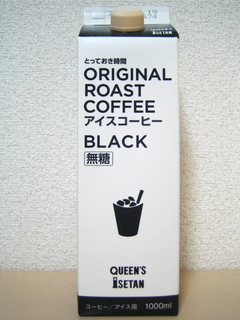 とっておき時間
ORIGINAL
ROAST
COFFEE
アイスコーヒー
BLACK
無糖
QUEEN'S
ISETAN
コーヒー/アイス用 1000ml